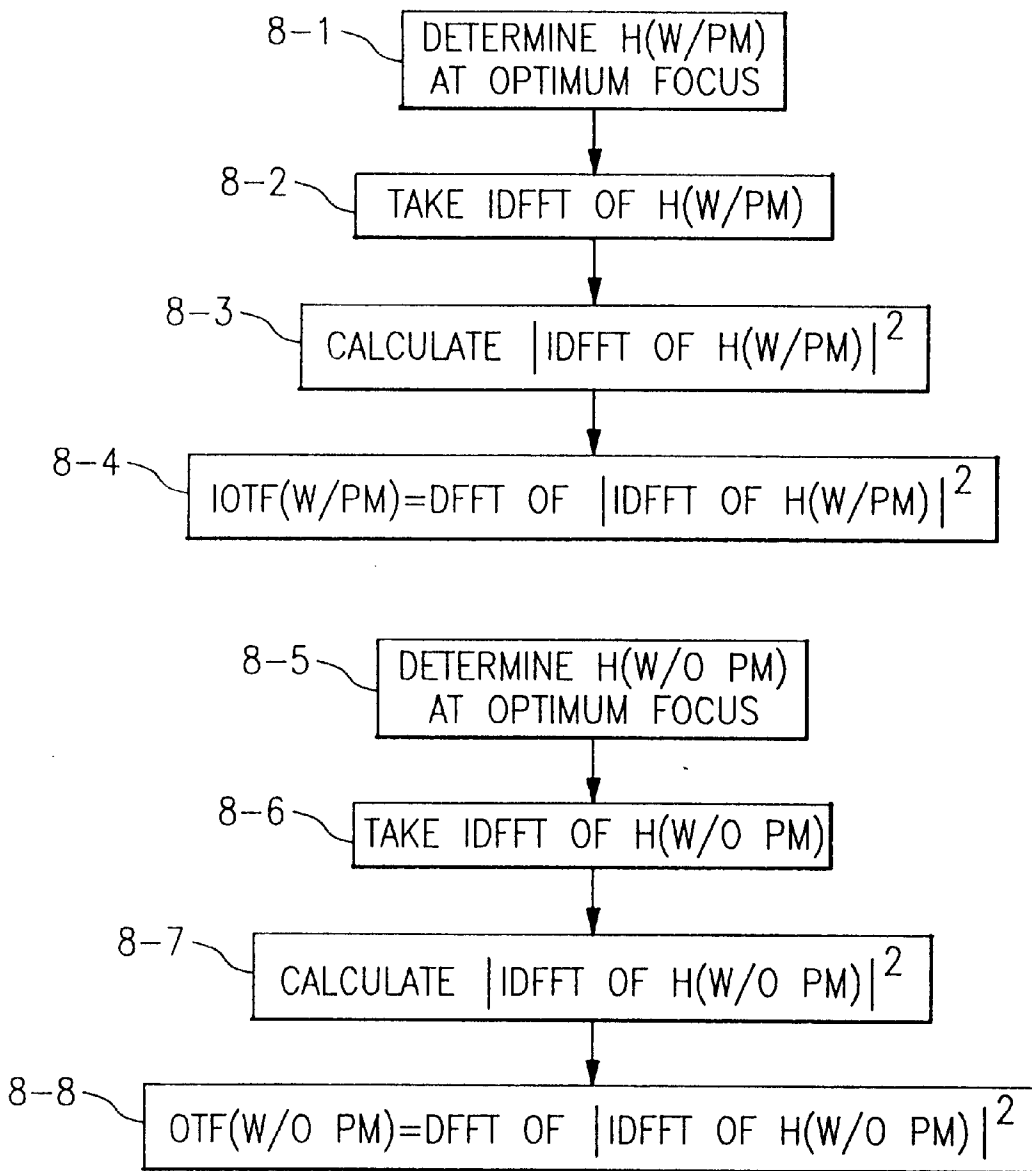 8-1
DETERMINE H(W/PM)
AT OPTIMUM FOCUS
8-2
TAKE IDFFT OF H(W/PM)
8-3
CALCULATE |IDFFT OF H(W/PM)|²
8-4
IOTF(W/PM)=DFFT OF |IDFFT OF H(W/PM)|²
8-5
DETERMINE H(W/O PM)
AT OPTIMUM FOCUS
8-6
TAKE IDFFT OF H(W/O PM)
8-7
CALCULATE |IDFFT OF H(W/O PM)|²
8-8
OTF(W/O PM)=DFFT OF |IDFFT OF H(W/O PM)|²